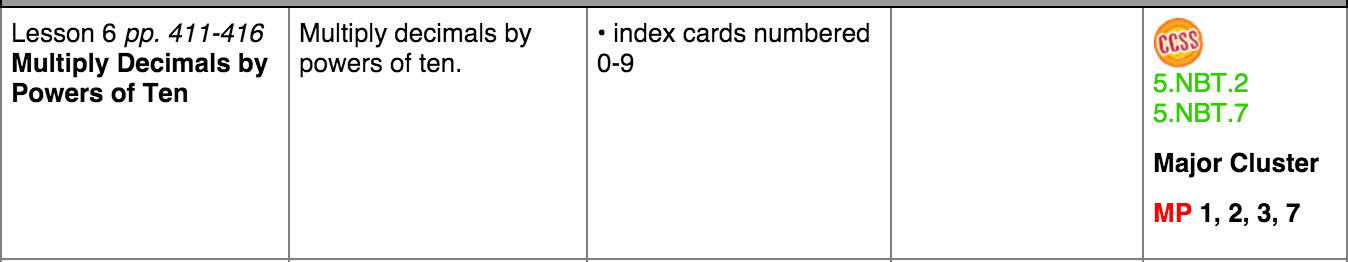 Lesson 6 pp. 411-416
Multiply Decimals by
Powers of Ten
Multiply decimals by
powers of ten.
• index cards numbered
0-9
CCSS
5.NBT.2
5.NBT.7
Major Cluster
MP 1, 2, 3, 7